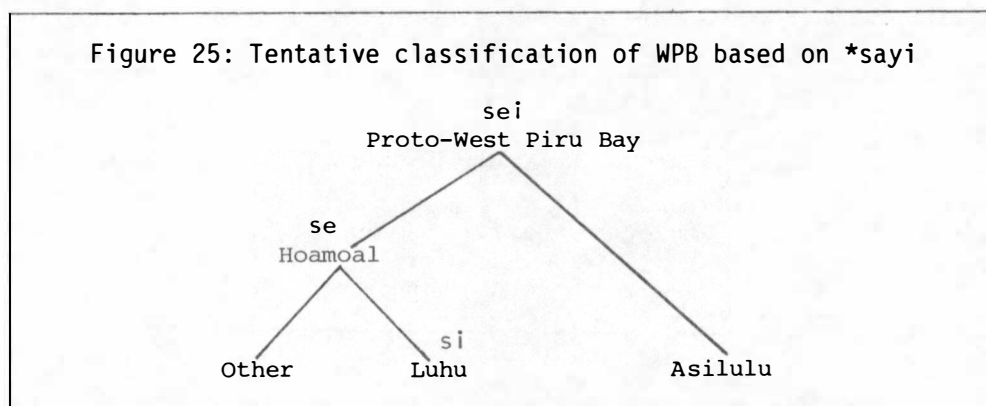 Figure 25: Tentative classification of WPB based on *sayi
sei
Proto-West Piru Bay
se
Hoamoal
si
Other Luhu Asilulu